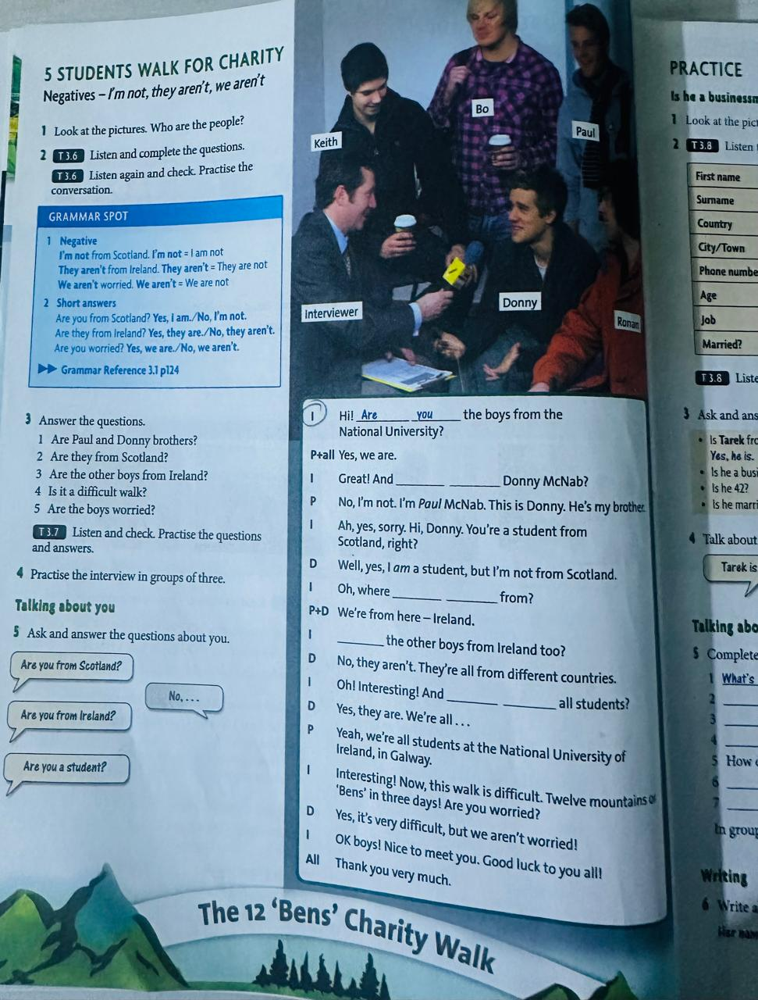 5 STUDENTS WALK FOR CHARITY
Negatives – I'm not, they aren't, we aren't
1 Look at the pictures. Who are the people?
2 T 3.6 Listen and complete the questions.
T 3.6 Listen again and check. Practise the
conversation.
GRAMMAR SPOT
1 Negative
I'm not from Scotland. I'm not = I am not
They aren't from Ireland. They aren't = They are not
We aren't worried. We aren't = We are not
2 Short answers
Are you from Scotland? Yes, I am./No, I'm not.
Are they from Ireland? Yes, they are./No, they aren't.
Are you worried? Yes, we are./No, we aren't.
Grammar Reference 3.1 p124
3 Answer the questions.
1 Are Paul and Donny brothers?
2 Are they from Scotland?
3 Are the other boys from Ireland?
4 Is it a difficult walk?
5 Are the boys worried?
T 3.7 Listen and check. Practise the questions
and answers.
4 Practise the interview in groups of three.
Talking about you
5 Ask and answer the questions about you.
Are you from Scotland?
No, . . .
Are you from Ireland?
Are you a student?
Keith
Bo
Paul
Interviewer
Donny
Ronan
I Hi! Are you the boys from the
National University?
P+all Yes, we are.
I Great! And ______ ______ Donny McNab?
P No, I'm not. I'm Paul McNab. This is Donny. He's my brother.
I Ah, yes, sorry. Hi, Donny. You're a student from
Scotland, right?
D Well, yes, I am a student, but I'm not from Scotland.
I Oh, where ______ ______ from?
P+D We're from here – Ireland.
I ______ the other boys from Ireland too?
D No, they aren't. They're all from different countries.
I Oh! Interesting! And ______ ______ all students?
D Yes, they are. We're all . . .
P Yeah, we're all students at the National University of
Ireland, in Galway.
I Interesting! Now, this walk is difficult. Twelve mountains or
'Bens' in three days! Are you worried?
D Yes, it's very difficult, but we aren't worried!
I OK boys! Nice to meet you. Good luck to you all!
All Thank you very much.
The 12 'Bens' Charity Walk
PRACTICE
Is he a
1 Look at the
2 T 3.8 Listen
First name
Surname
Country
City/Town
Phone
Age
Job
Married?
T 3.8
3 Ask and
• Is Tarek
Yes, he is.
• Is he a
• Is he 42?
• Is he
4 Talk about
Tarek is
Talking
5 Complete
1 What's
2
3
4
5 How
6
7
In
Writing
6 Write a